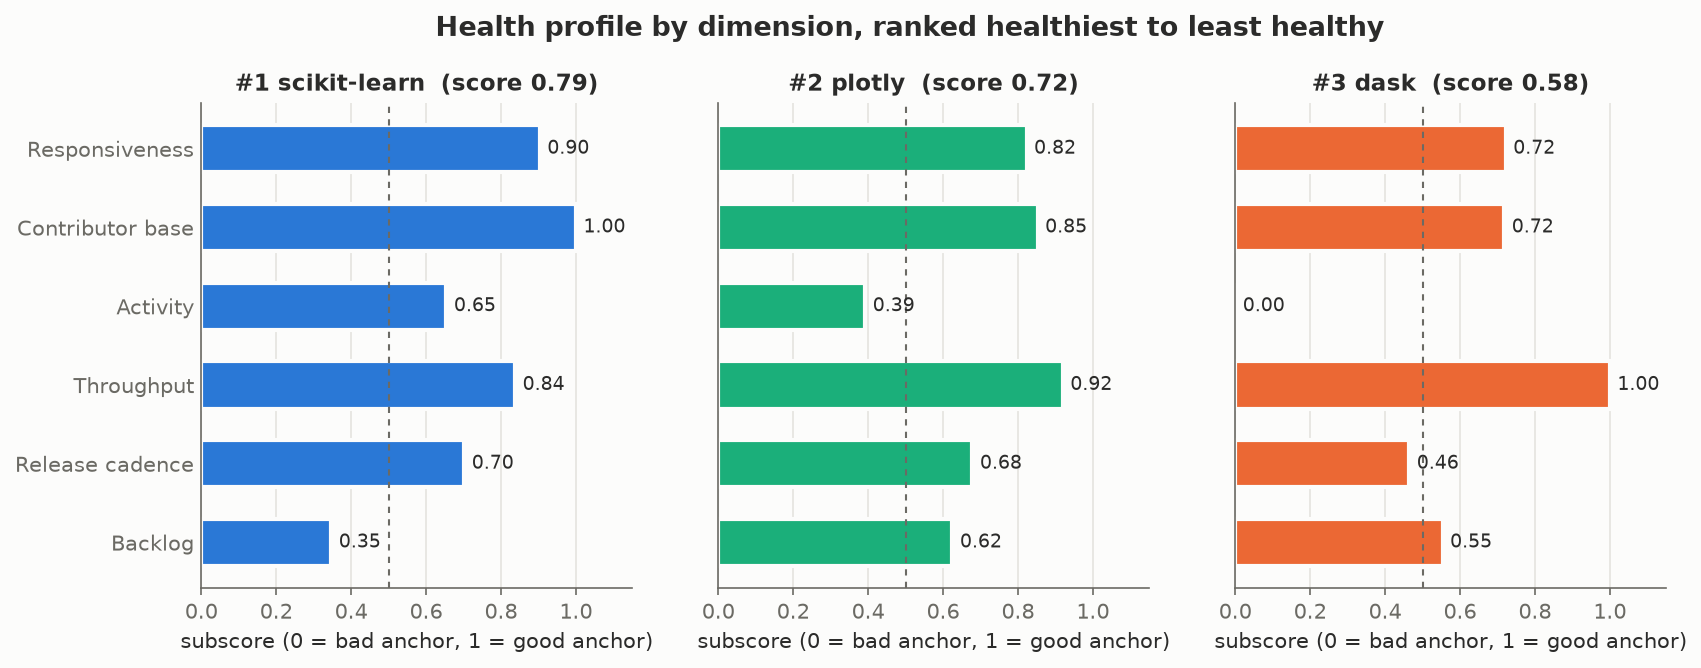 Health profile by dimension, ranked healthiest to least healthy
#1 scikit-learn (score 0.79)
#2 plotly (score 0.72)
#3 dask (score 0.58)
Responsiveness 0.90 0.82 0.72
Contributor base 1.00 0.85 0.72
Activity 0.65 0.39 0.00
Throughput 0.84 0.92 1.00
Release cadence 0.70 0.68 0.46
Backlog 0.35 0.62 0.55
0.0 0.2 0.4 0.6 0.8 1.0
0.0 0.2 0.4 0.6 0.8 1.0
0.0 0.2 0.4 0.6 0.8 1.0
subscore (0 = bad anchor, 1 = good anchor)
subscore (0 = bad anchor, 1 = good anchor)
subscore (0 = bad anchor, 1 = good anchor)